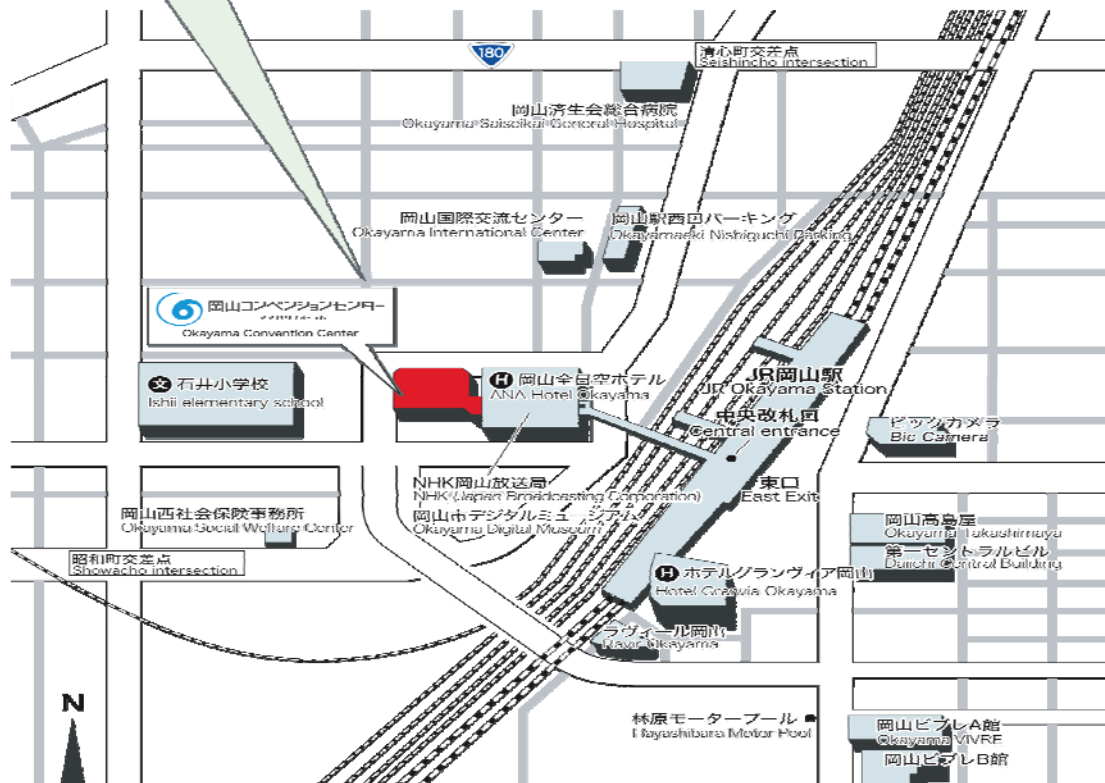 180
清心町交差点
Seishincho intersection
岡山済生会総合病院
Okayama Saiseikai General Hospital
岡山国際交流センター
Okayama International Center
岡山駅西口パーキング
Okayamaeki Nishiguchi Parking
岡山コンベンションセンター
Okayama Convention Center
文 石井小学校
Ishii elementary school
H 岡山全日空ホテル
ANA Hotel Okayama
JR岡山駅
JR Okayama Station
中央改札口
Central entrance
ビックカメラ
Bic Camera
東口
East Exit
NHK岡山放送局
NHK (Japan Broadcasting Corporation)
岡山市デジタルミュージアム
Okayama Digital Museum
岡山西社会保険事務所
Okayama Social Welfare Center
岡山高島屋
Okayama Takashimaya
第一セントラルビル
Daiichi Central Building
昭和町交差点
Showacho intersection
H ホテルグランヴィア岡山
Hotel Granvia Okayama
ラヴィール岡山
Ravir Okayama
N
林原モータープール
Hayashibara Motor Pool
岡山ビブレA館
Okayama VIVRE
岡山ビブレB館